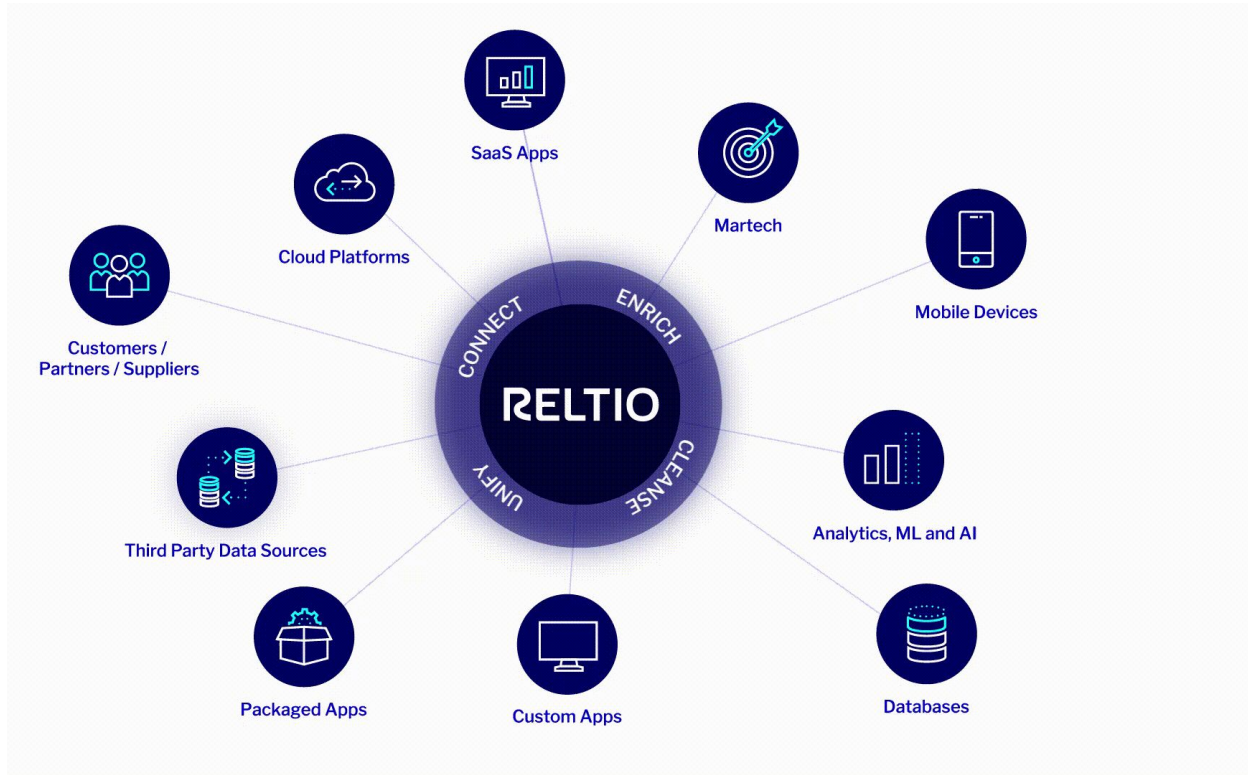 SaaS Apps
Martech
Cloud Platforms
Mobile Devices
Customers /
Partners / Suppliers
CONNECT
ENRICH
RELTIO
UNIFY
CLEANSE
Third Party Data Sources
Analytics, ML and AI
Packaged Apps
Custom Apps
Databases